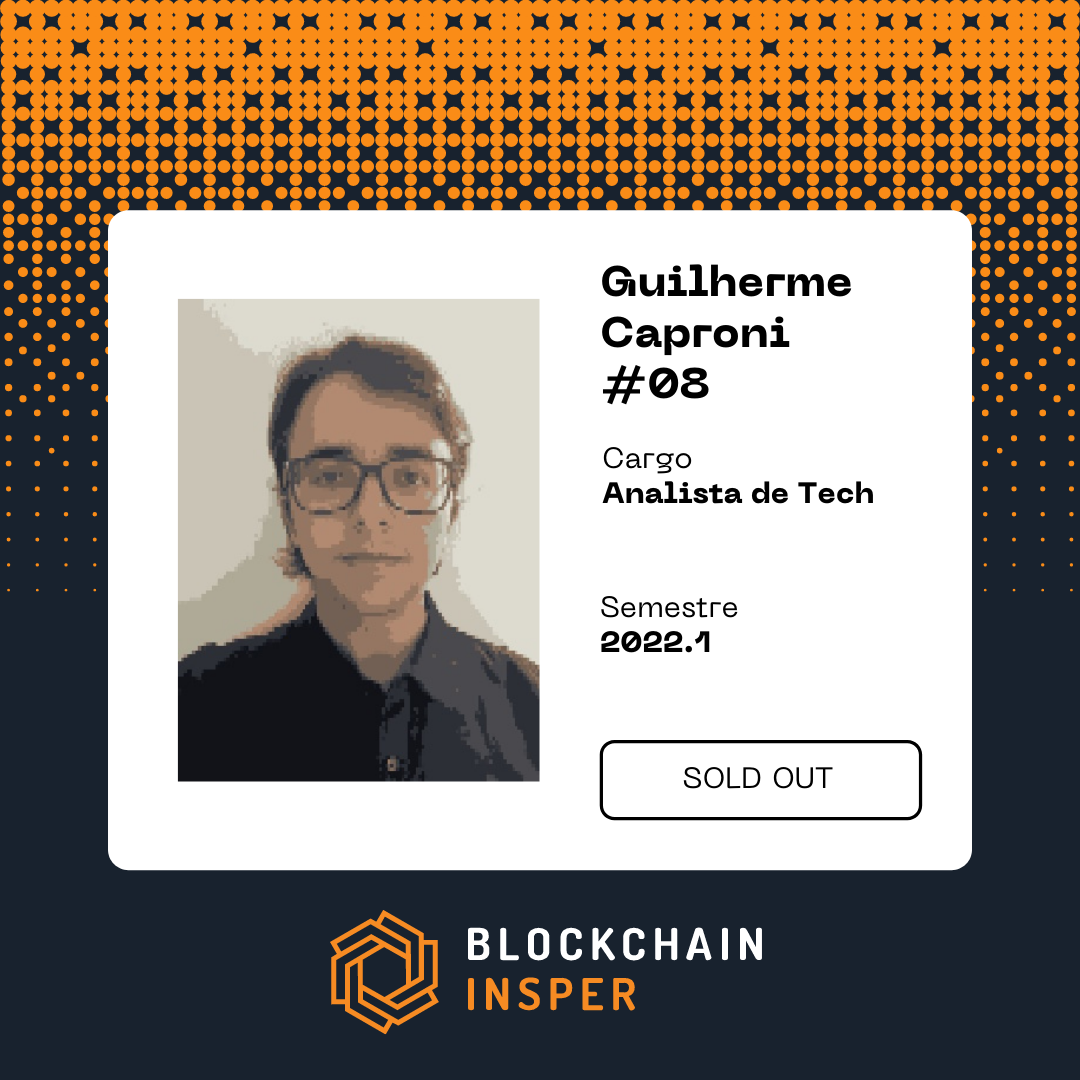 Guilherme
Caproni
#08
Cargo
Analista de Tech
Semestre
2022.1
SOLD OUT
BLOCKCHAIN
INSPER